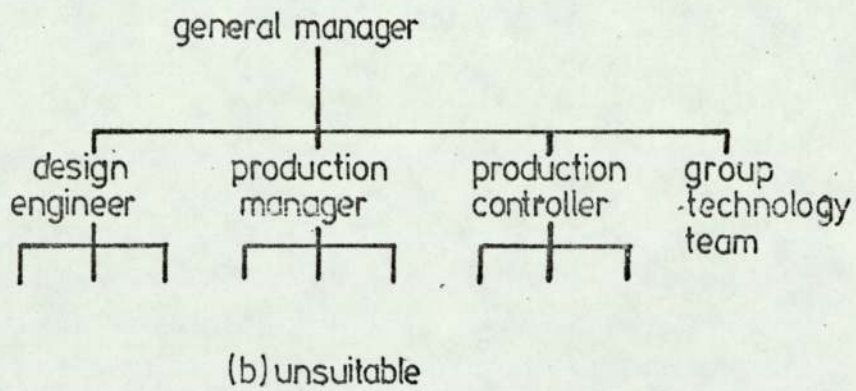 general manager
design
engineer
production
manager
production
controller
group
technology
team
(b) unsuitable